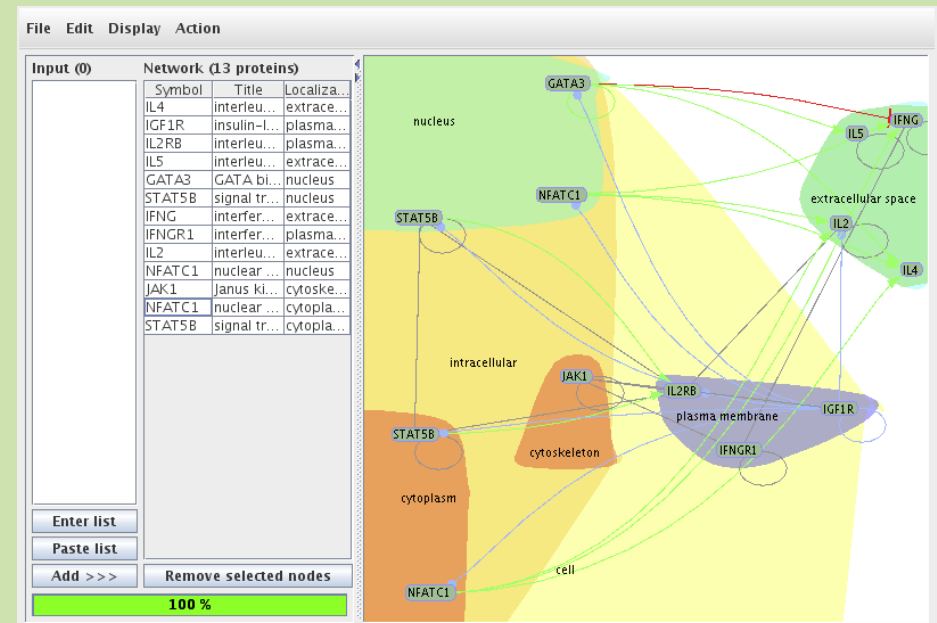 File Edit Display Action
Input (0)
Network (13 proteins)
Symbol Title Localiza...
IL4 interleu... extrace...
IGF1R insulin-l... plasma...
IL2RB interleu... plasma...
IL5 interleu... extrace...
GATA3 GATA bi... nucleus
STAT5B signal tr... nucleus
IFNG interfer... extrace...
IFNGR1 interfer... plasma...
IL2 interleu... extrace...
NFATC1 nuclear ... nucleus
JAK1 Janus ki... cytoske...
NFATC1 nuclear ... cytopla...
STAT5B signal tr... cytopla...
Enter list
Paste list
Add >>>
Remove selected nodes
100 %
GATA3
nucleus
IFNG
IL5
NFATC1
extracellular space
STAT5B
IL2
IL4
intracellular
JAK1
IL2RB
IGF1R
plasma membrane
STAT5B
IFNGR1
cytoskeleton
cytoplasm
cell
NFATC1